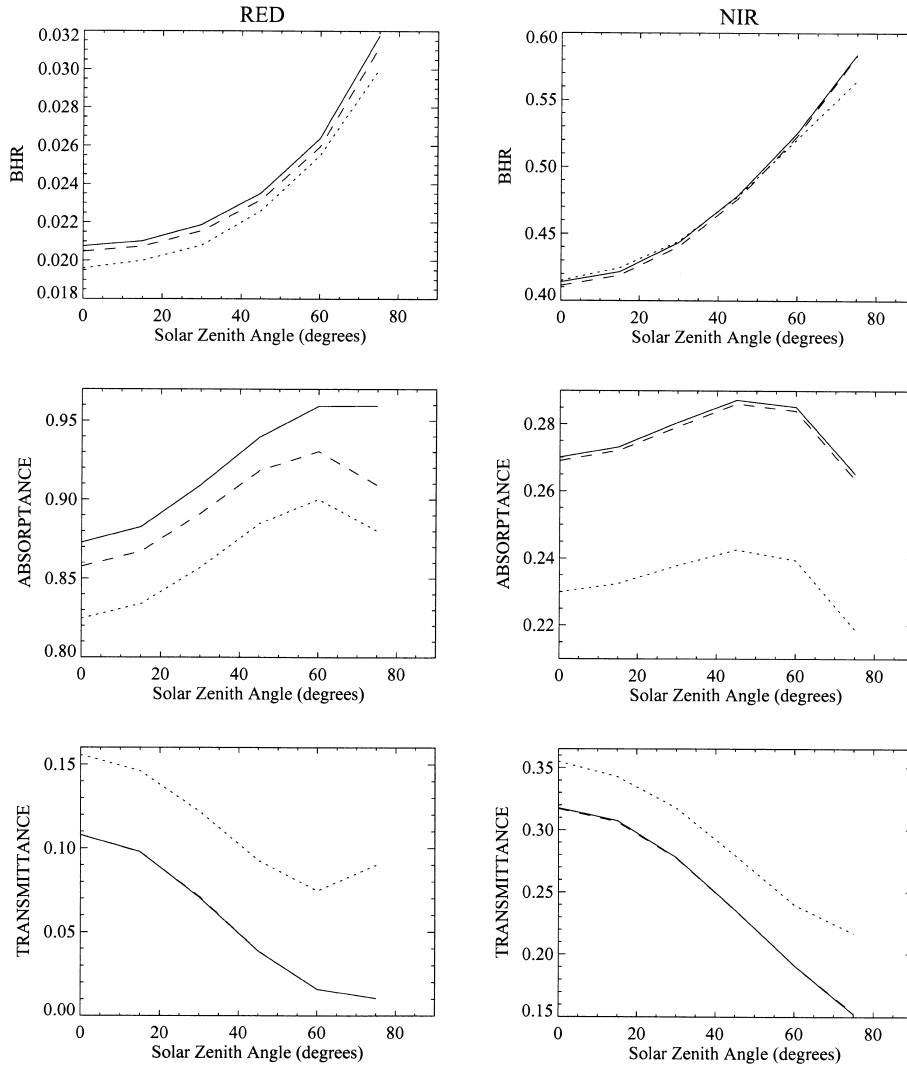 RED
NIR
0.032
0.030
0.028
0.026
0.024
0.022
0.020
0.018
BHR
0 20 40 60 80
Solar Zenith Angle (degrees)
0.60
0.55
0.50
0.45
0.40
BHR
0 20 40 60 80
Solar Zenith Angle (degrees)
0.95
0.90
0.85
0.80
ABSORPTANCE
0 20 40 60 80
Solar Zenith Angle (degrees)
0.28
0.26
0.24
0.22
ABSORPTANCE
0 20 40 60 80
Solar Zenith Angle (degrees)
0.15
0.10
0.05
0.00
TRANSMITTANCE
0 20 40 60 80
Solar Zenith Angle (degrees)
0.35
0.30
0.25
0.20
0.15
TRANSMITTANCE
0 20 40 60 80
Solar Zenith Angle (degrees)